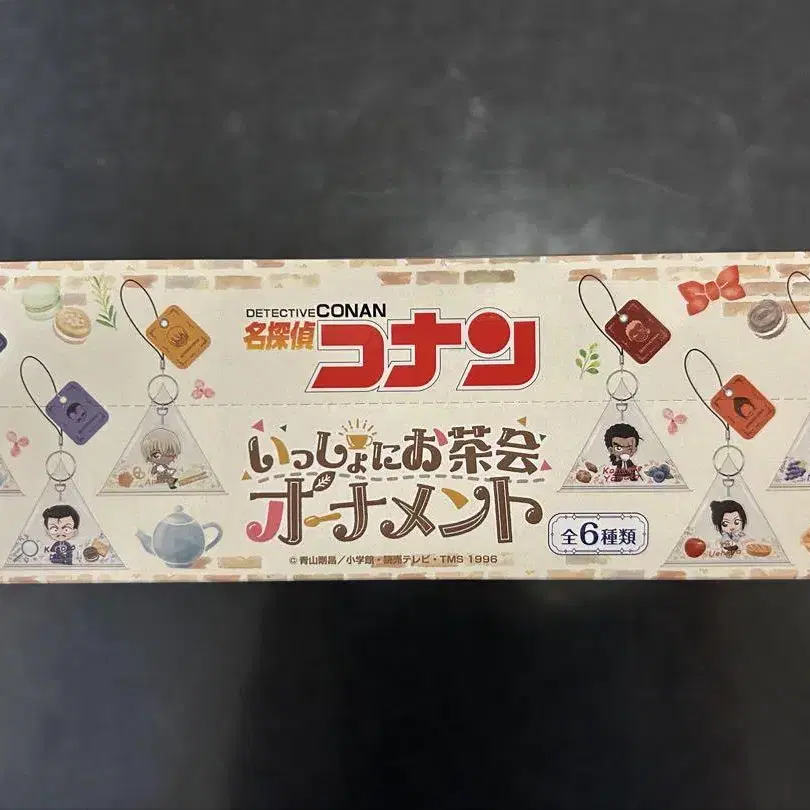 DETECTIVE CONAN
名探偵
コナン
いっしょにお茶会
オーナメント
全6種類
©青山剛昌/小学館・読売テレビ・TMS 1996